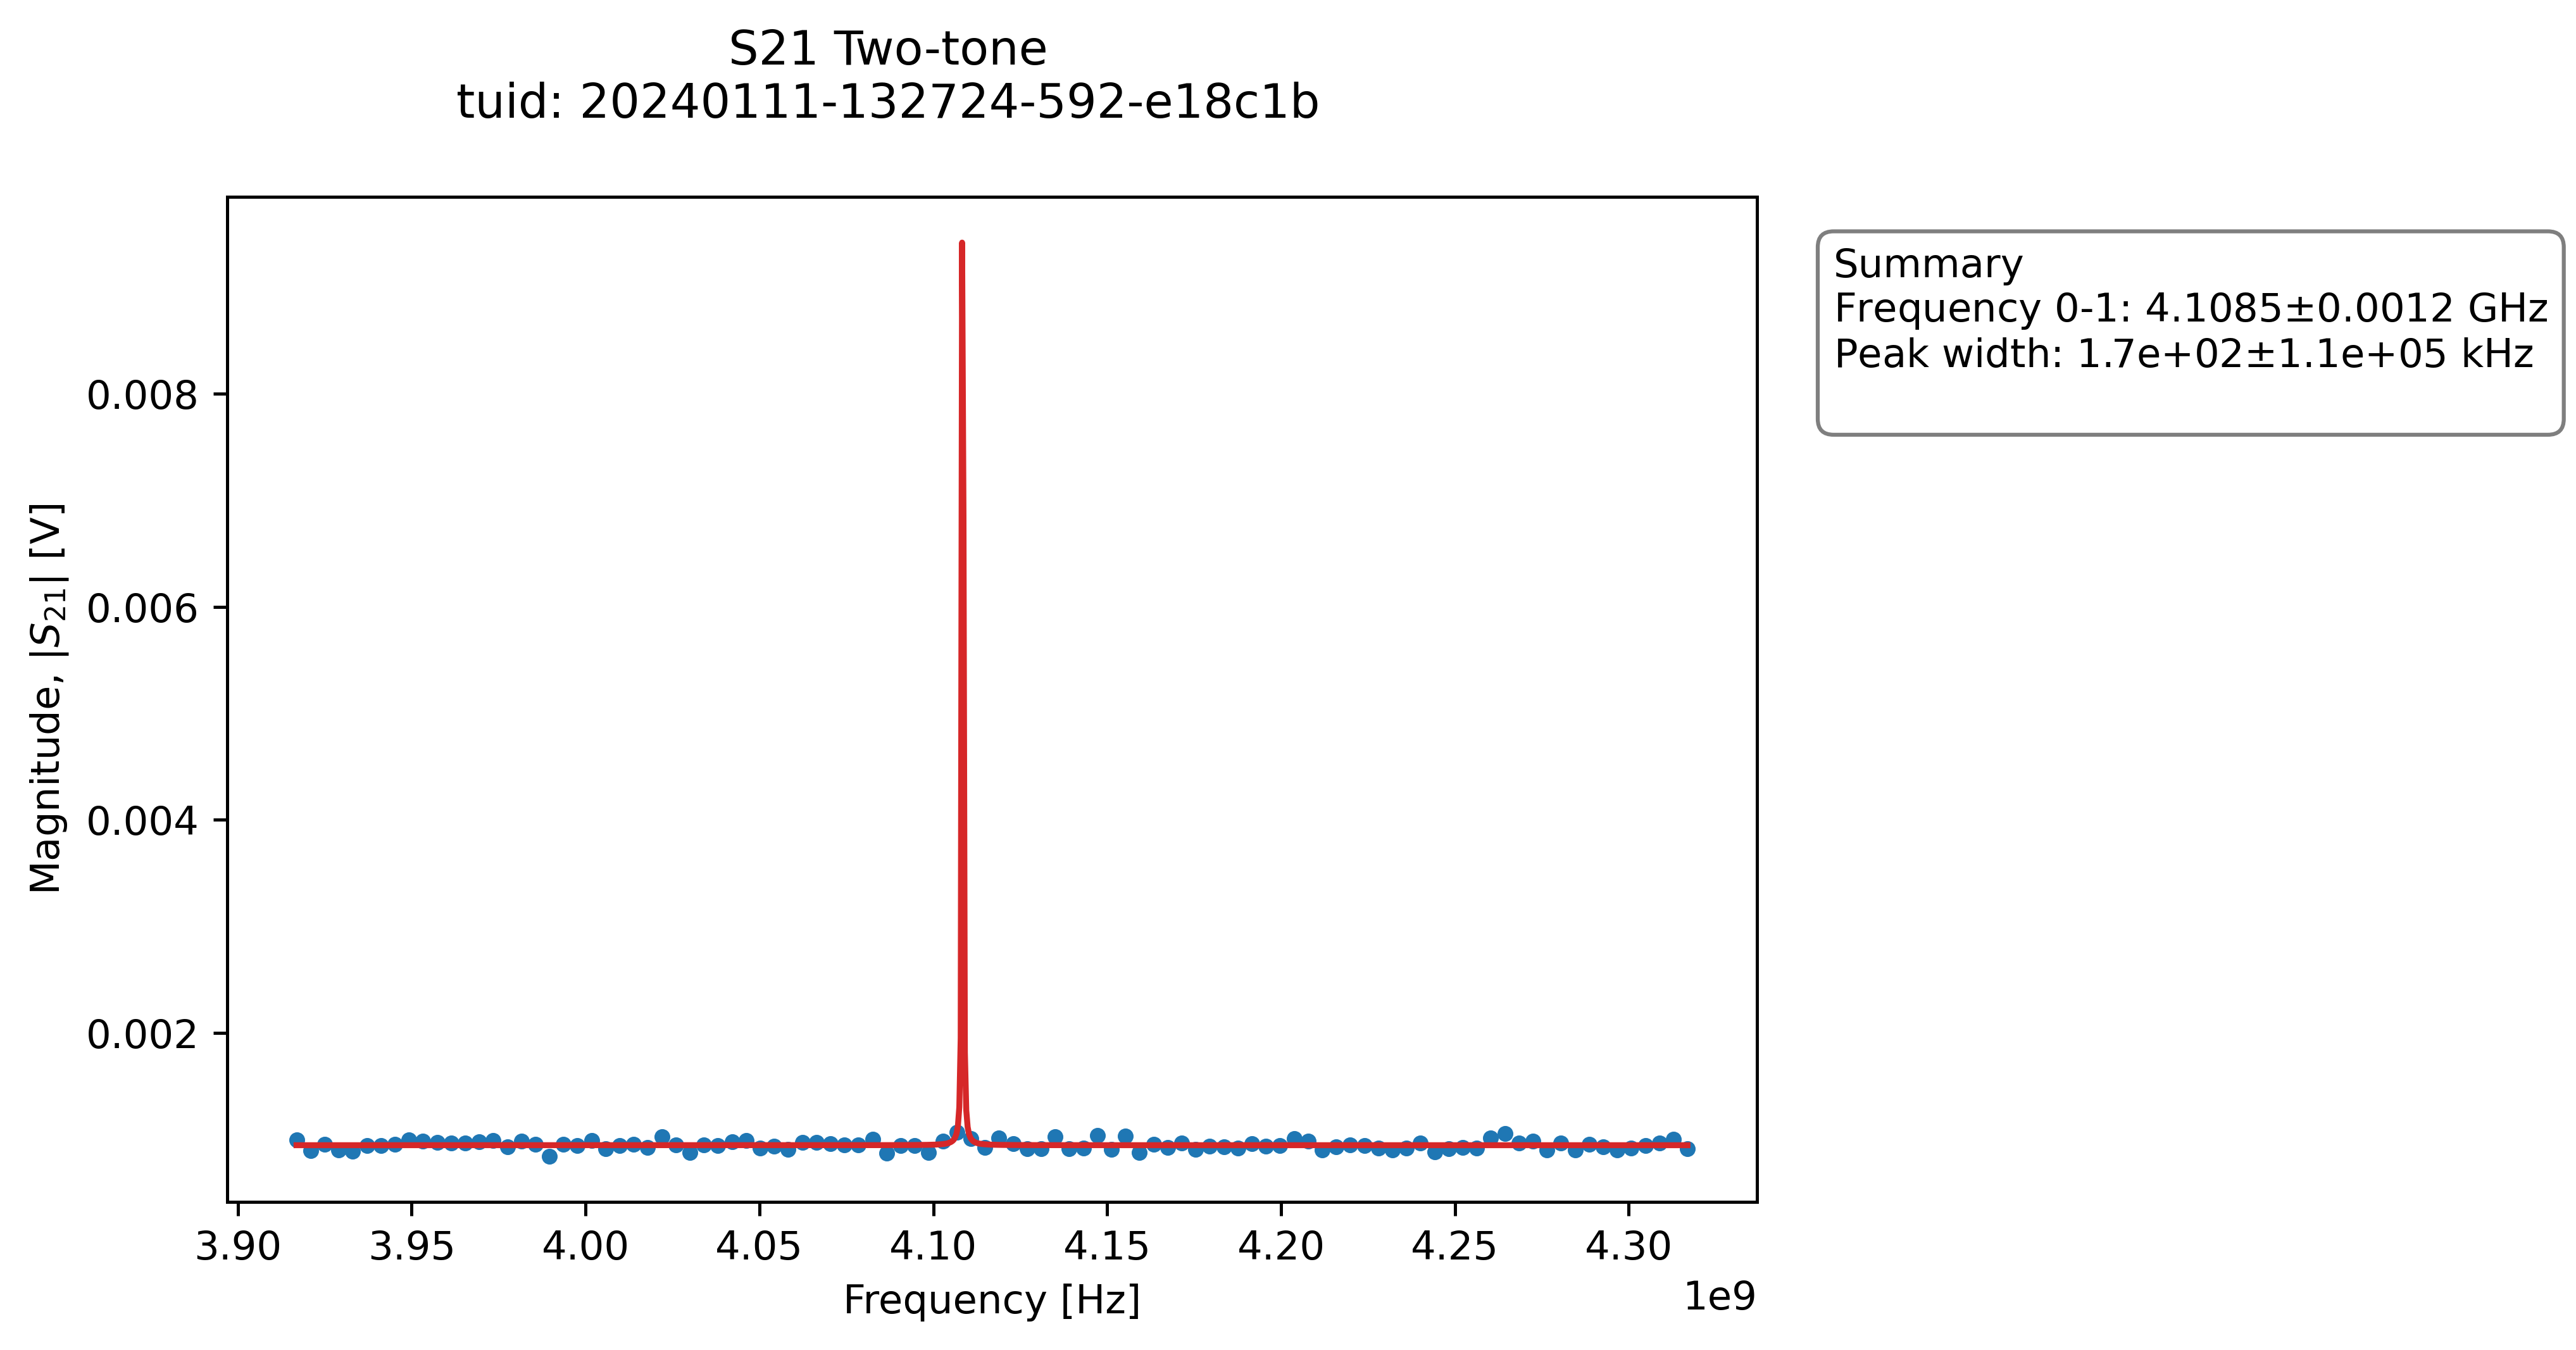 S21 Two-tone
tuid: 20240111-132724-592-e18c1b
Summary
Frequency 0-1: 4.1085±0.0012 GHz
Peak width: 1.7e+02±1.1e+05 kHz
Magnitude, |S21| [V]
0.008
0.006
0.004
0.002
3.90 3.95 4.00 4.05 4.10 4.15 4.20 4.25 4.30
1e9
Frequency [Hz]